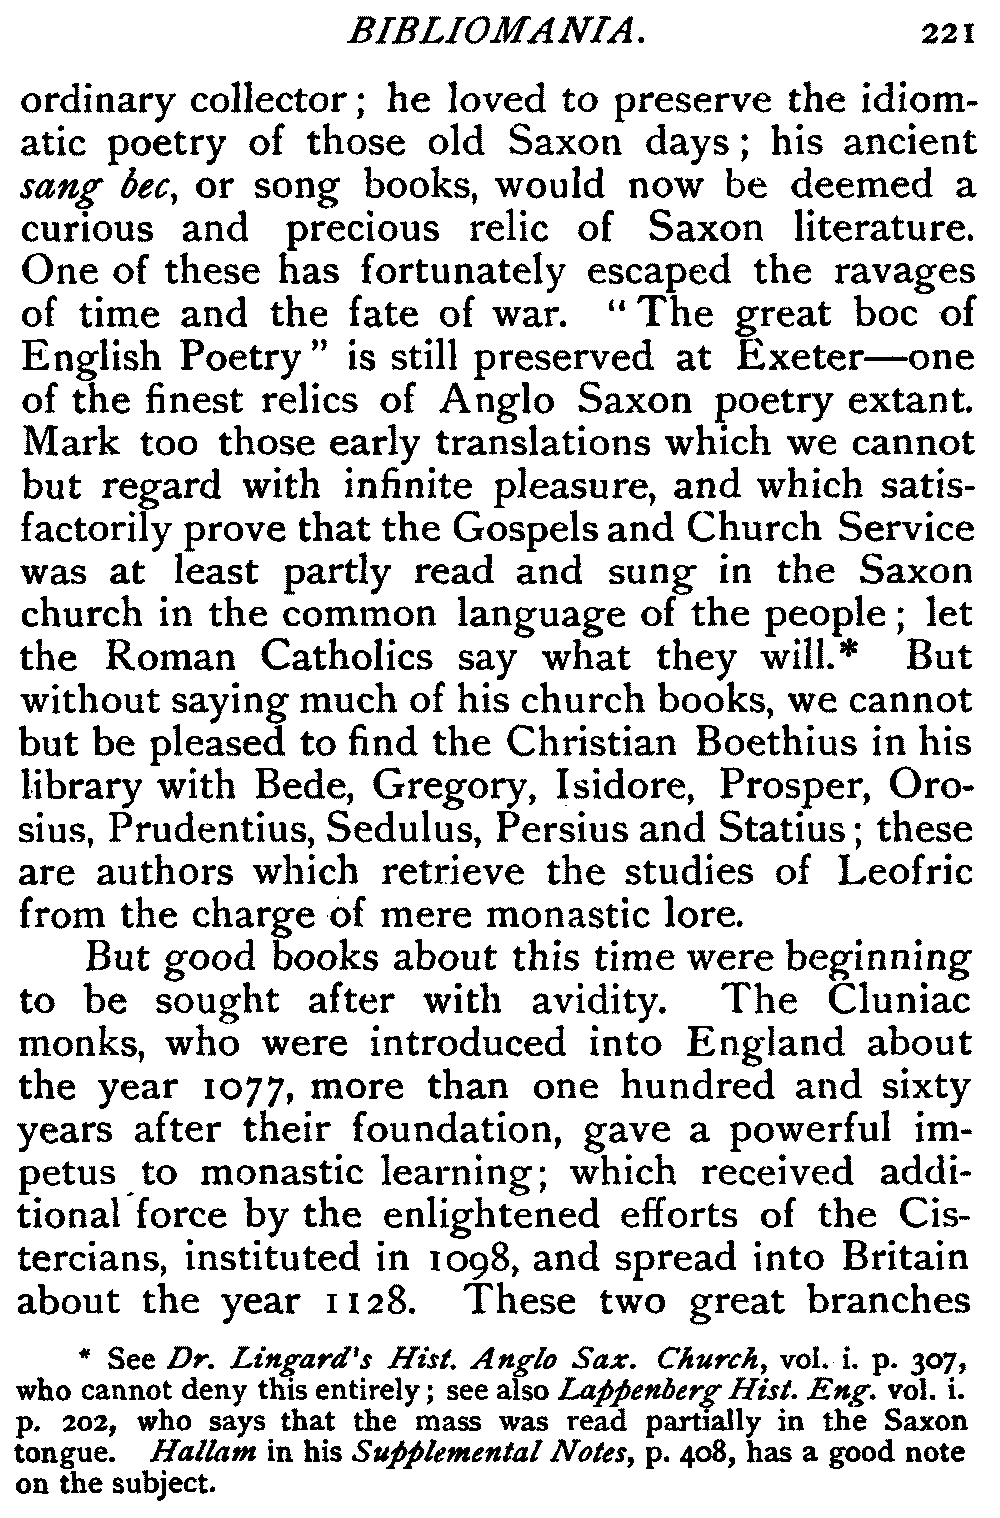 BIBLIOMANIA. 221
ordinary collector; he loved to preserve the idiom-
atic poetry of those old Saxon days; his ancient
sang bec, or song books, would now be deemed a
curious and precious relic of Saxon literature.
One of these has fortunately escaped the ravages
of time and the fate of war. “The great boc of
English Poetry” is still preserved at Exeter—one
of the finest relics of Anglo Saxon poetry extant.
Mark too those early translations which we cannot
but regard with infinite pleasure, and which satis-
factorily prove that the Gospels and Church Service
was at least partly read and sung in the Saxon
church in the common language of the people; let
the Roman Catholics say what they will.* But
without saying much of his church books, we cannot
but be pleased to find the Christian Boethius in his
library with Bede, Gregory, Isidore, Prosper, Oro-
sius, Prudentius, Sedulus, Persius and Statius; these
are authors which retrieve the studies of Leofric
from the charge of mere monastic lore.
But good books about this time were beginning
to be sought after with avidity. The Cluniac
monks, who were introduced into England about
the year 1077, more than one hundred and sixty
years after their foundation, gave a powerful im-
petus to monastic learning; which received addi-
tional force by the enlightened efforts of the Cis-
tercians, instituted in 1098, and spread into Britain
about the year 1128. These two great branches
* See Dr. Lingard's Hist. Anglo Sax. Church, vol. i. p. 307,
who cannot deny this entirely; see also Lappenberg Hist. Eng. vol. i.
p. 202, who says that the mass was read partially in the Saxon
tongue. Hallam in his Supplemental Notes, p. 408, has a good note
on the subject.